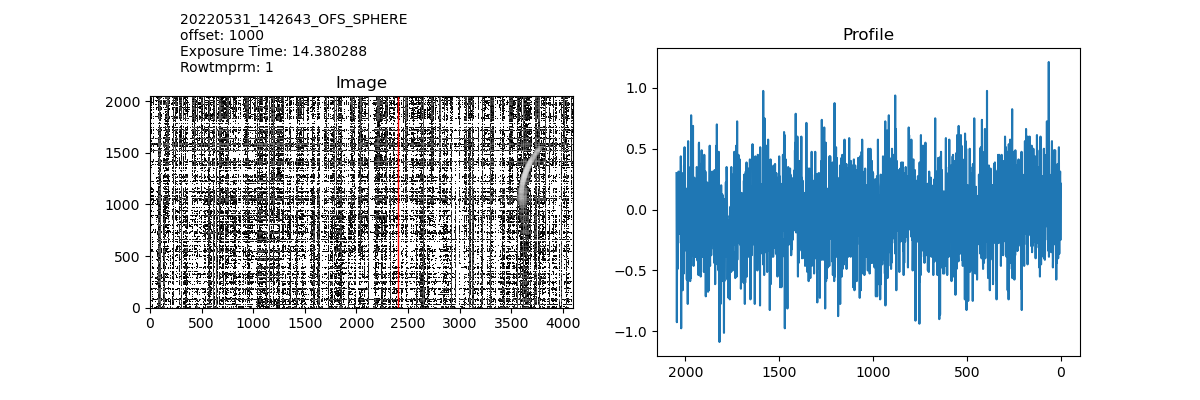 20220531_142643_OFS_SPHERE
offset: 1000
Exposure Time: 14.380288
Rowtmprm: 1
Image
2000
1500
1000
500
0
0 500 1000 1500 2000 2500 3000 3500 4000
Profile
1.0
0.5
0.0
−0.5
−1.0
2000 1500 1000 500 0